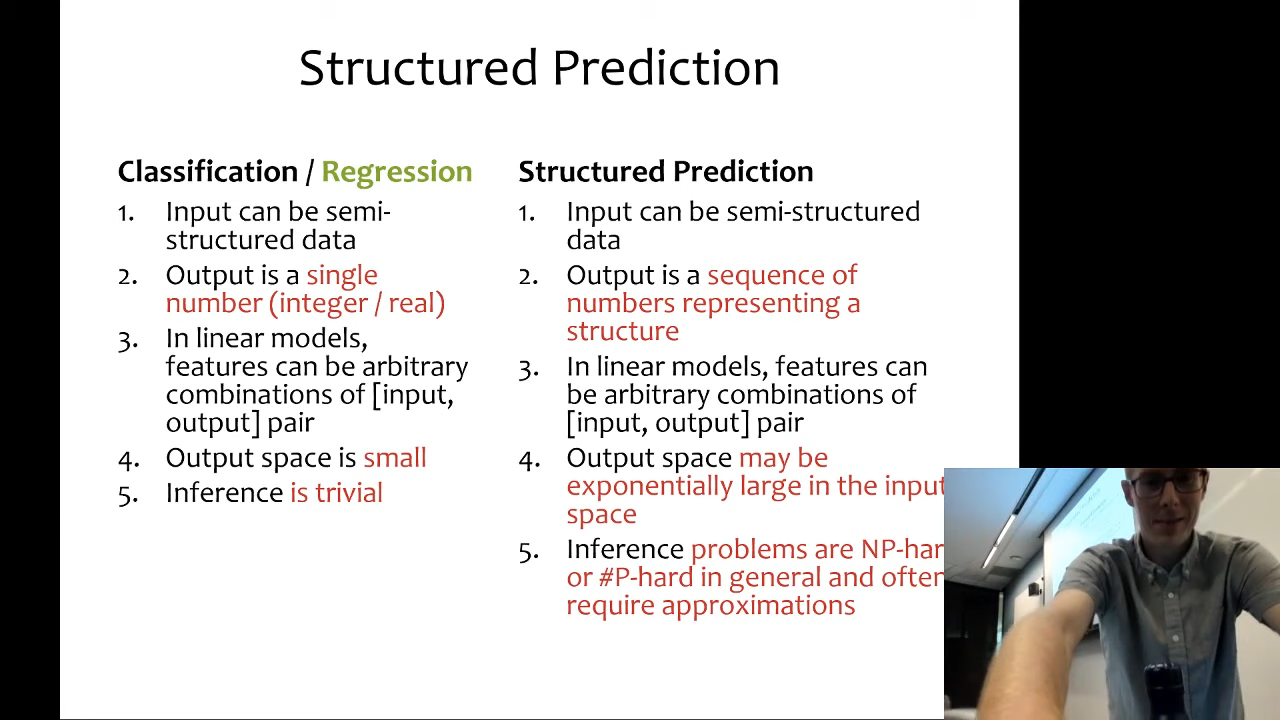 Structured Prediction
Classification / Regression
1. Input can be semi-
structured data
2. Output is a single
number (integer / real)
3. In linear models,
features can be arbitrary
combinations of [input,
output] pair
4. Output space is small
5. Inference is trivial
Structured Prediction
1. Input can be semi-structured
data
2. Output is a sequence of
numbers representing a
structure
3. In linear models, features can
be arbitrary combinations of
[input, output] pair
4. Output space may be
exponentially large in the input
space
5. Inference problems are NP-har
or #P-hard in general and often
require approximations